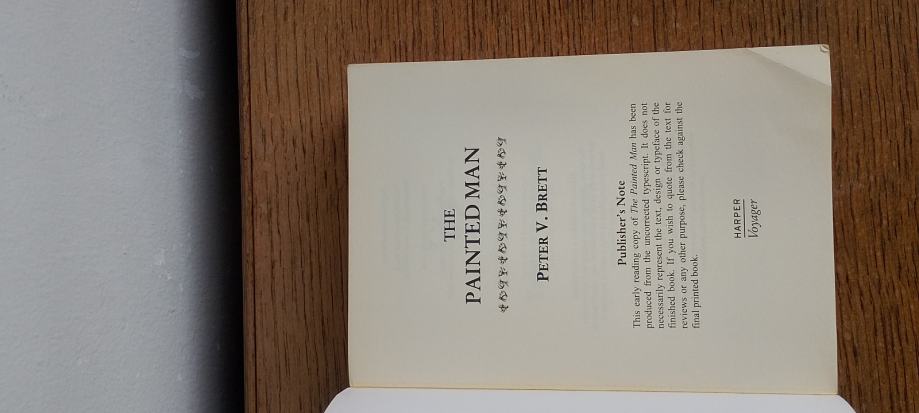 THE
PAINTED MAN
PETER V. BRETT
Publisher's Note
This early reading copy of The Painted Man has been
produced from the uncorrected typescript. It does not
necessarily represent the text, design or typeface of the
finished book. If you wish to quote from the text for
reviews or any other purpose, please check against the
final printed book.
HARPER
Voyager